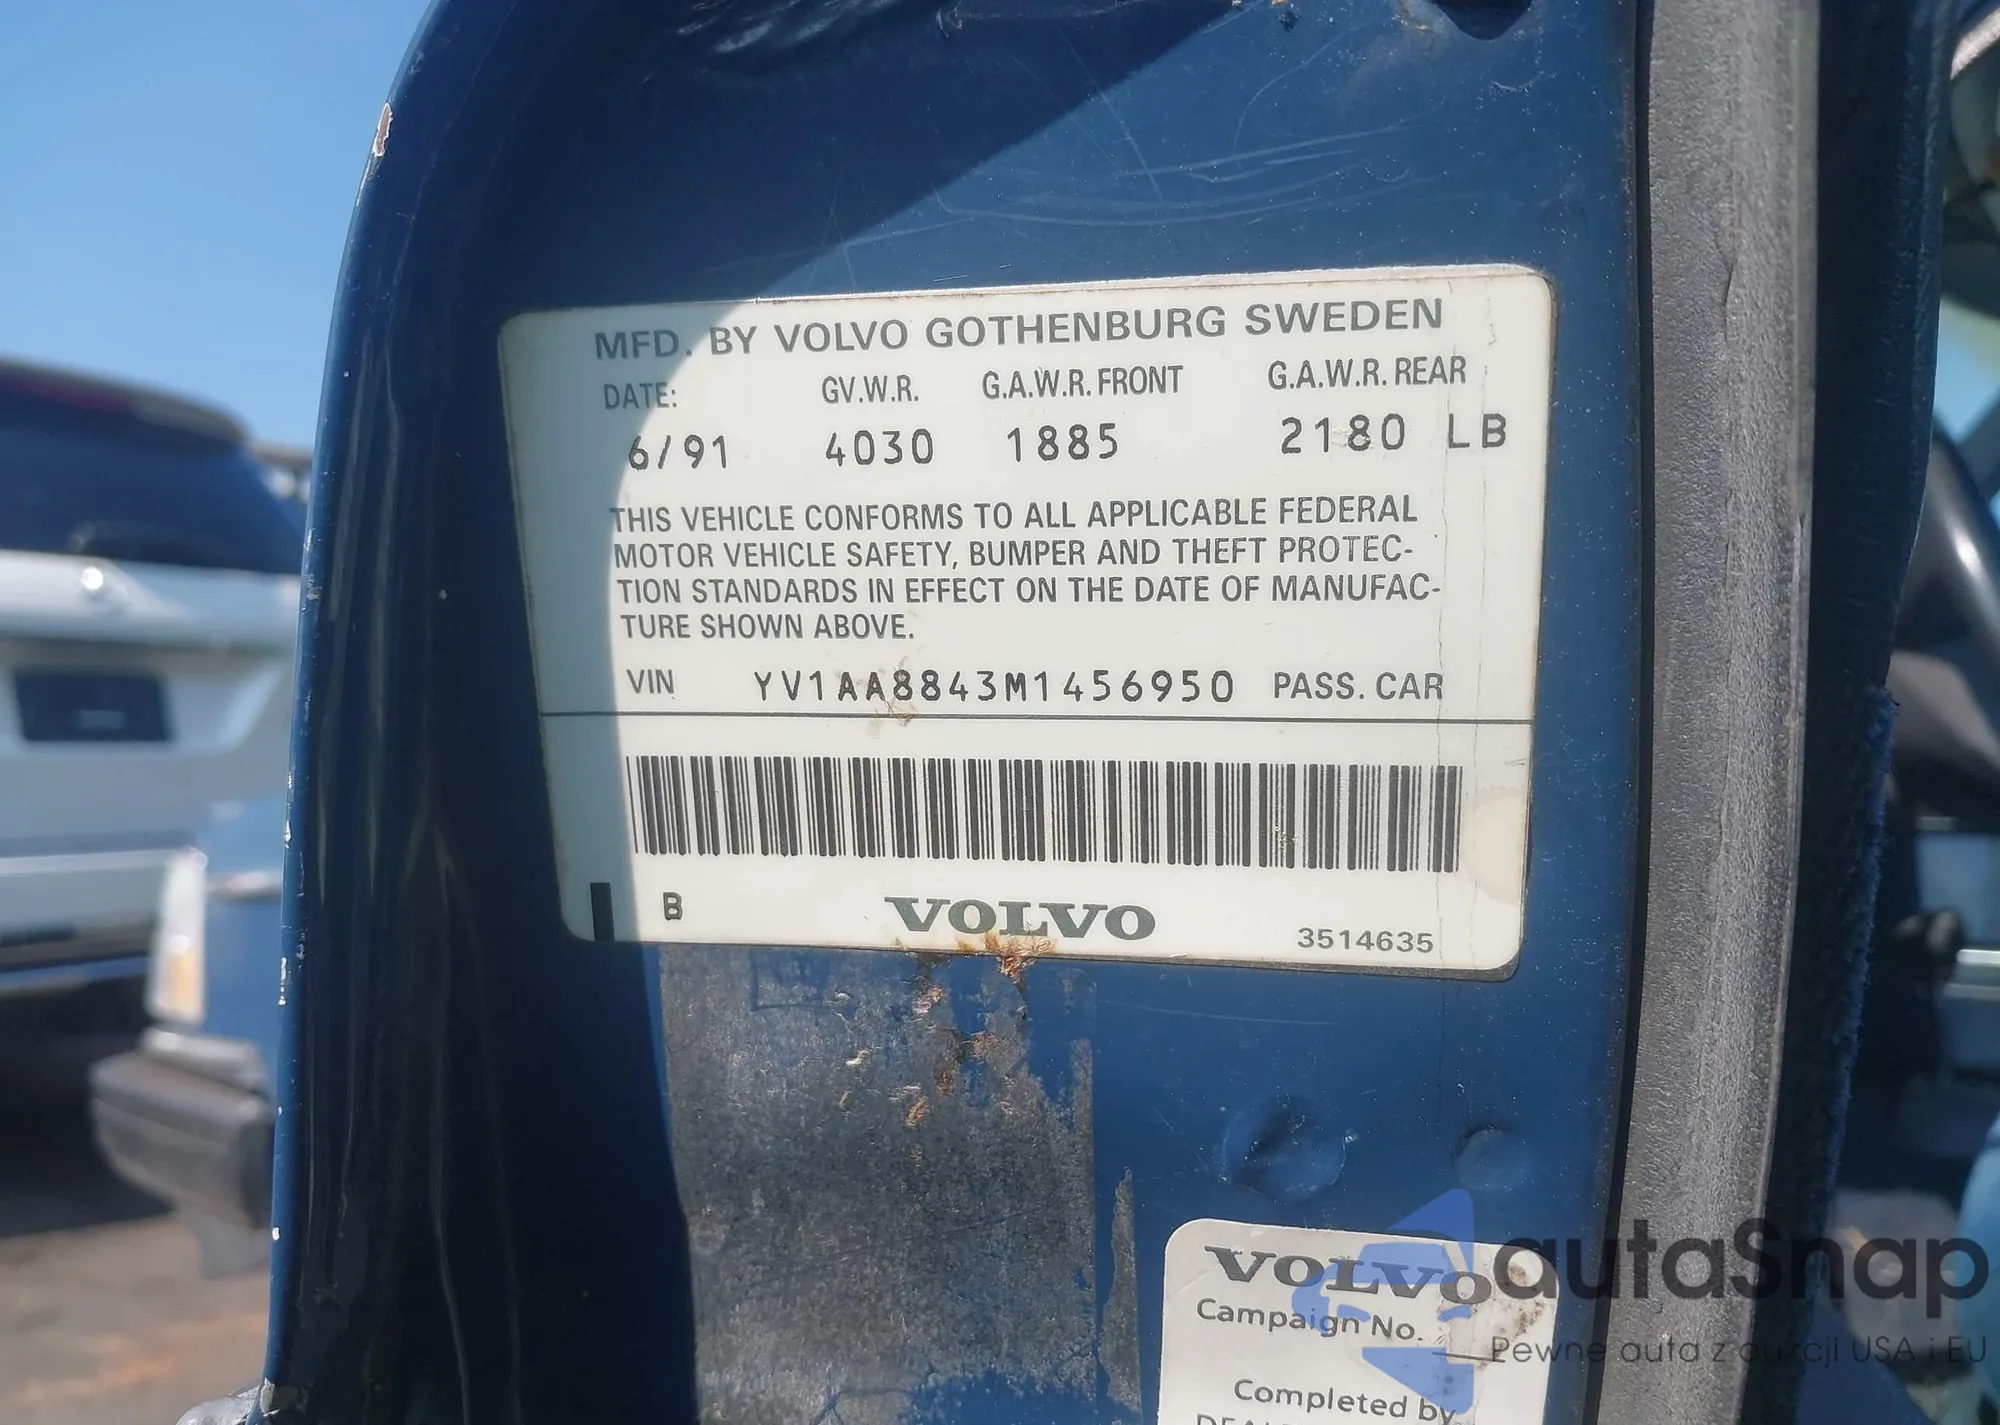 MFD. BY VOLVO GOTHENBURG SWEDEN
DATE: GV.W.R. G.A.W.R. FRONT G.A.W.R. REAR
6/91 4030 1885 2180 LB
THIS VEHICLE CONFORMS TO ALL APPLICABLE FEDERAL
MOTOR VEHICLE SAFETY, BUMPER AND THEFT PROTEC-
TION STANDARDS IN EFFECT ON THE DATE OF MANUFAC-
TURE SHOWN ABOVE.
VIN YV1AA8843M1456950 PASS. CAR
B VOLVO 3514635
VOLVO
Campaign No.
Completed by
autaSnap
Pewne auta z aukcji USA i EU